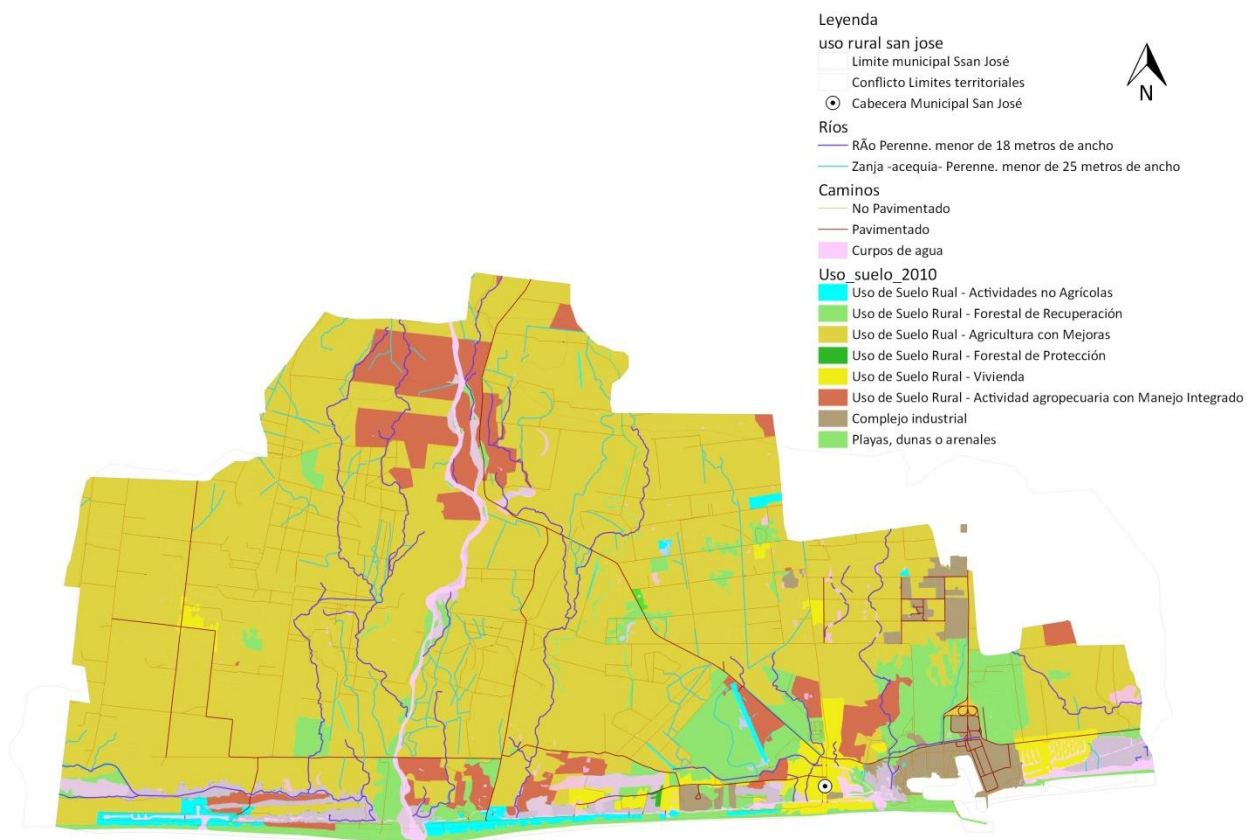 Leyenda
uso rural san jose
Limite municipal Ssan José
Conflicto Limites territoriales
Cabecera Municipal San José
N
Ríos
RÃo Perenne. menor de 18 metros de ancho
Zanja -acequia- Perenne. menor de 25 metros de ancho
Caminos
No Pavimentado
Pavimentado
Curpos de agua
Uso_suelo_2010
Uso de Suelo Rual - Actividades no Agrícolas
Uso de Suelo Rural - Forestal de Recuperación
Uso de Suelo Rural - Agricultura con Mejoras
Uso de Suelo Rural - Forestal de Protección
Uso de Suelo Rural - Vivienda
Uso de Suelo Rural - Actividad agropecuaria con Manejo Integrado
Complejo industrial
Playas, dunas o arenales